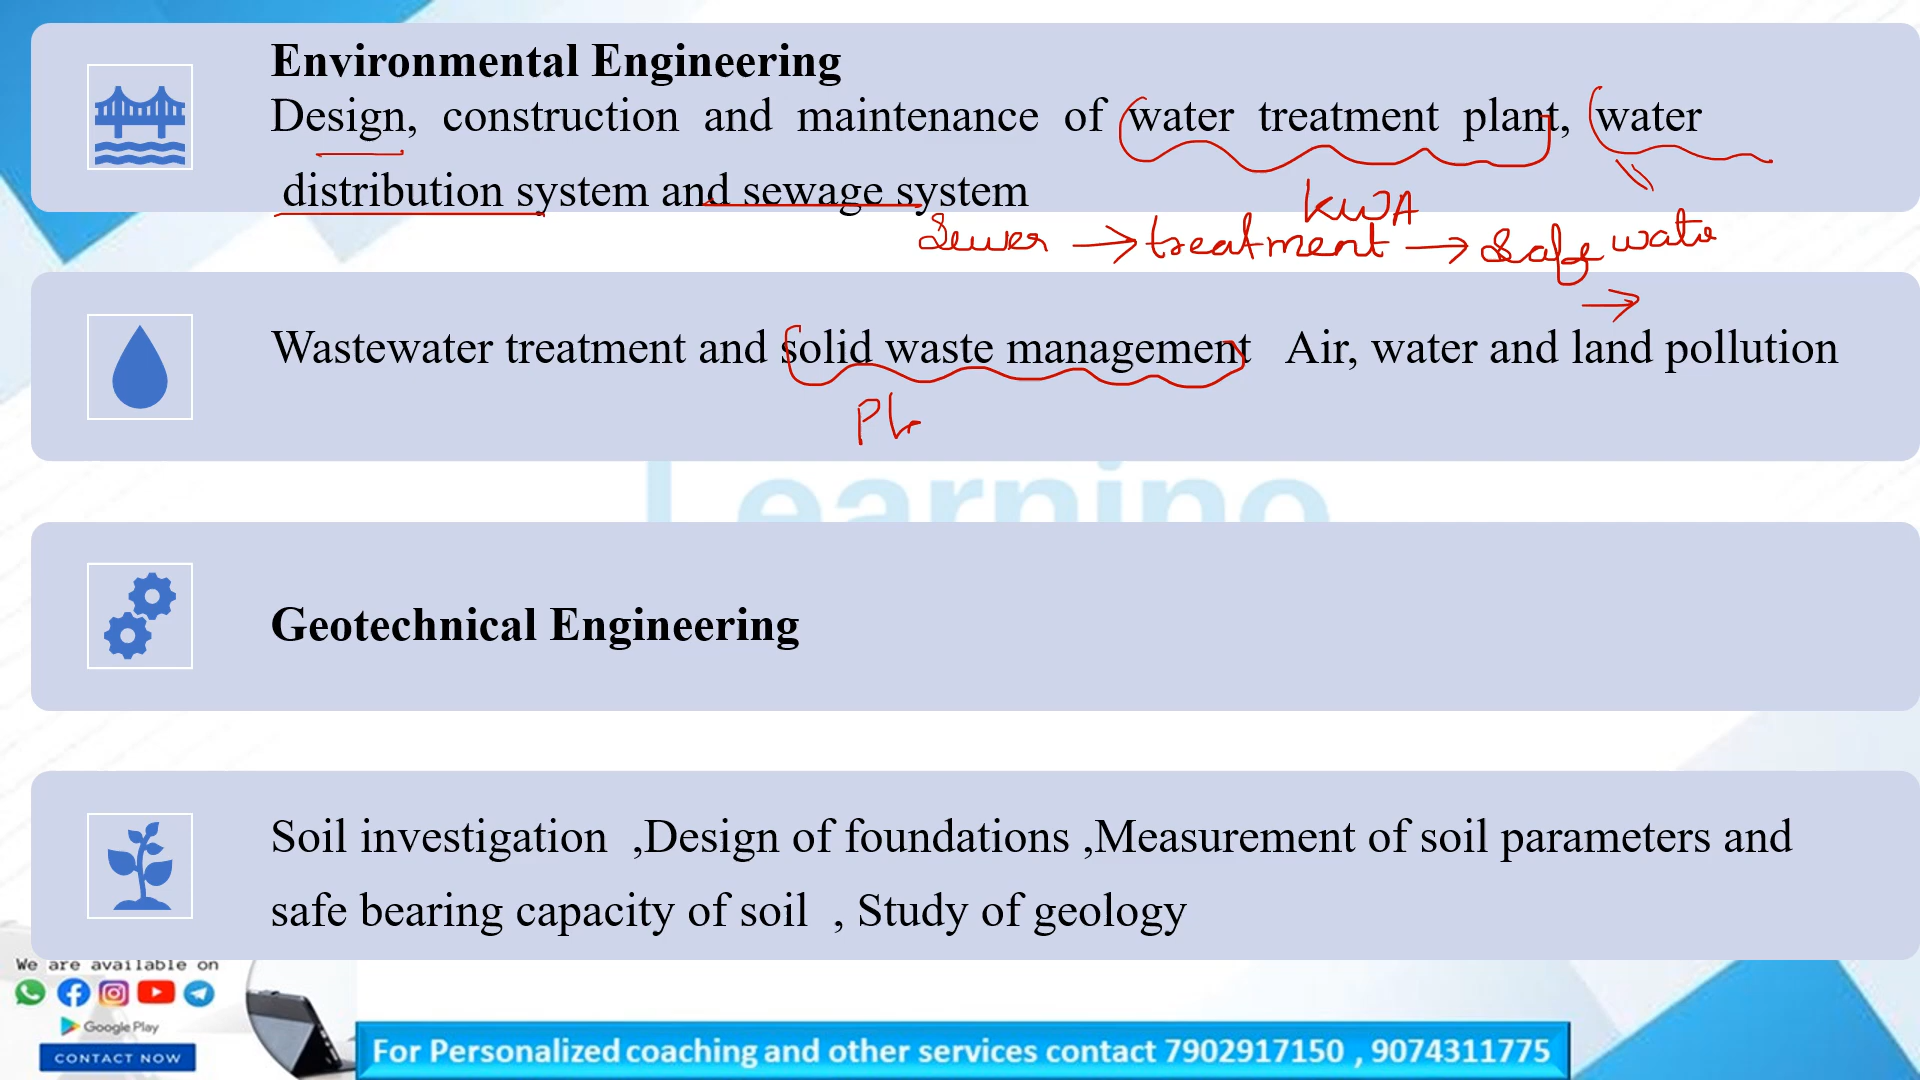 Environmental Engineering
Design, construction and maintenance of water treatment plant, water
distribution system and sewage system
KWA
Sewer → treatment → Safe water
→
Wastewater treatment and solid waste management Air, water and land pollution
Learning
Geotechnical Engineering
Soil investigation ,Design of foundations ,Measurement of soil parameters and
safe bearing capacity of soil , Study of geology
We are available on
Google Play
CONTACT NOW
For Personalized coaching and other services contact 7902917150 , 9074311775